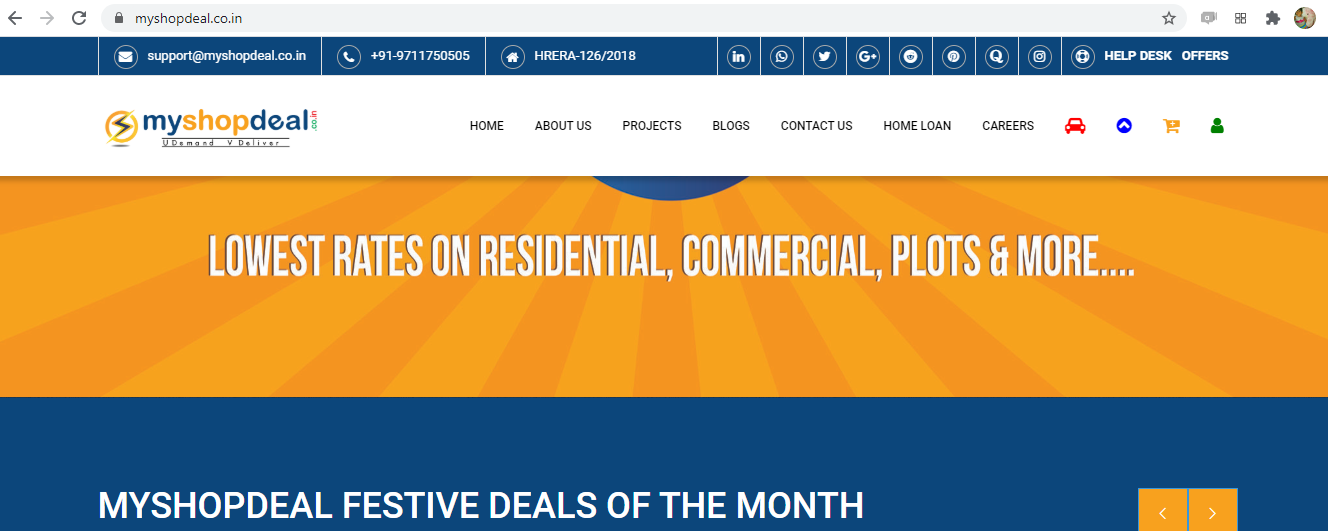 myshopdeal.co.in
support@myshopdeal.co.in +91-9711750505 HRERA-126/2018 HELP DESK OFFERS
myshopdeal.co.in
U Demand V Deliver
HOME ABOUT US PROJECTS BLOGS CONTACT US HOME LOAN CAREERS
LOWEST RATES ON RESIDENTIAL, COMMERCIAL, PLOTS & MORE....
MYSHOPDEAL FESTIVE DEALS OF THE MONTH